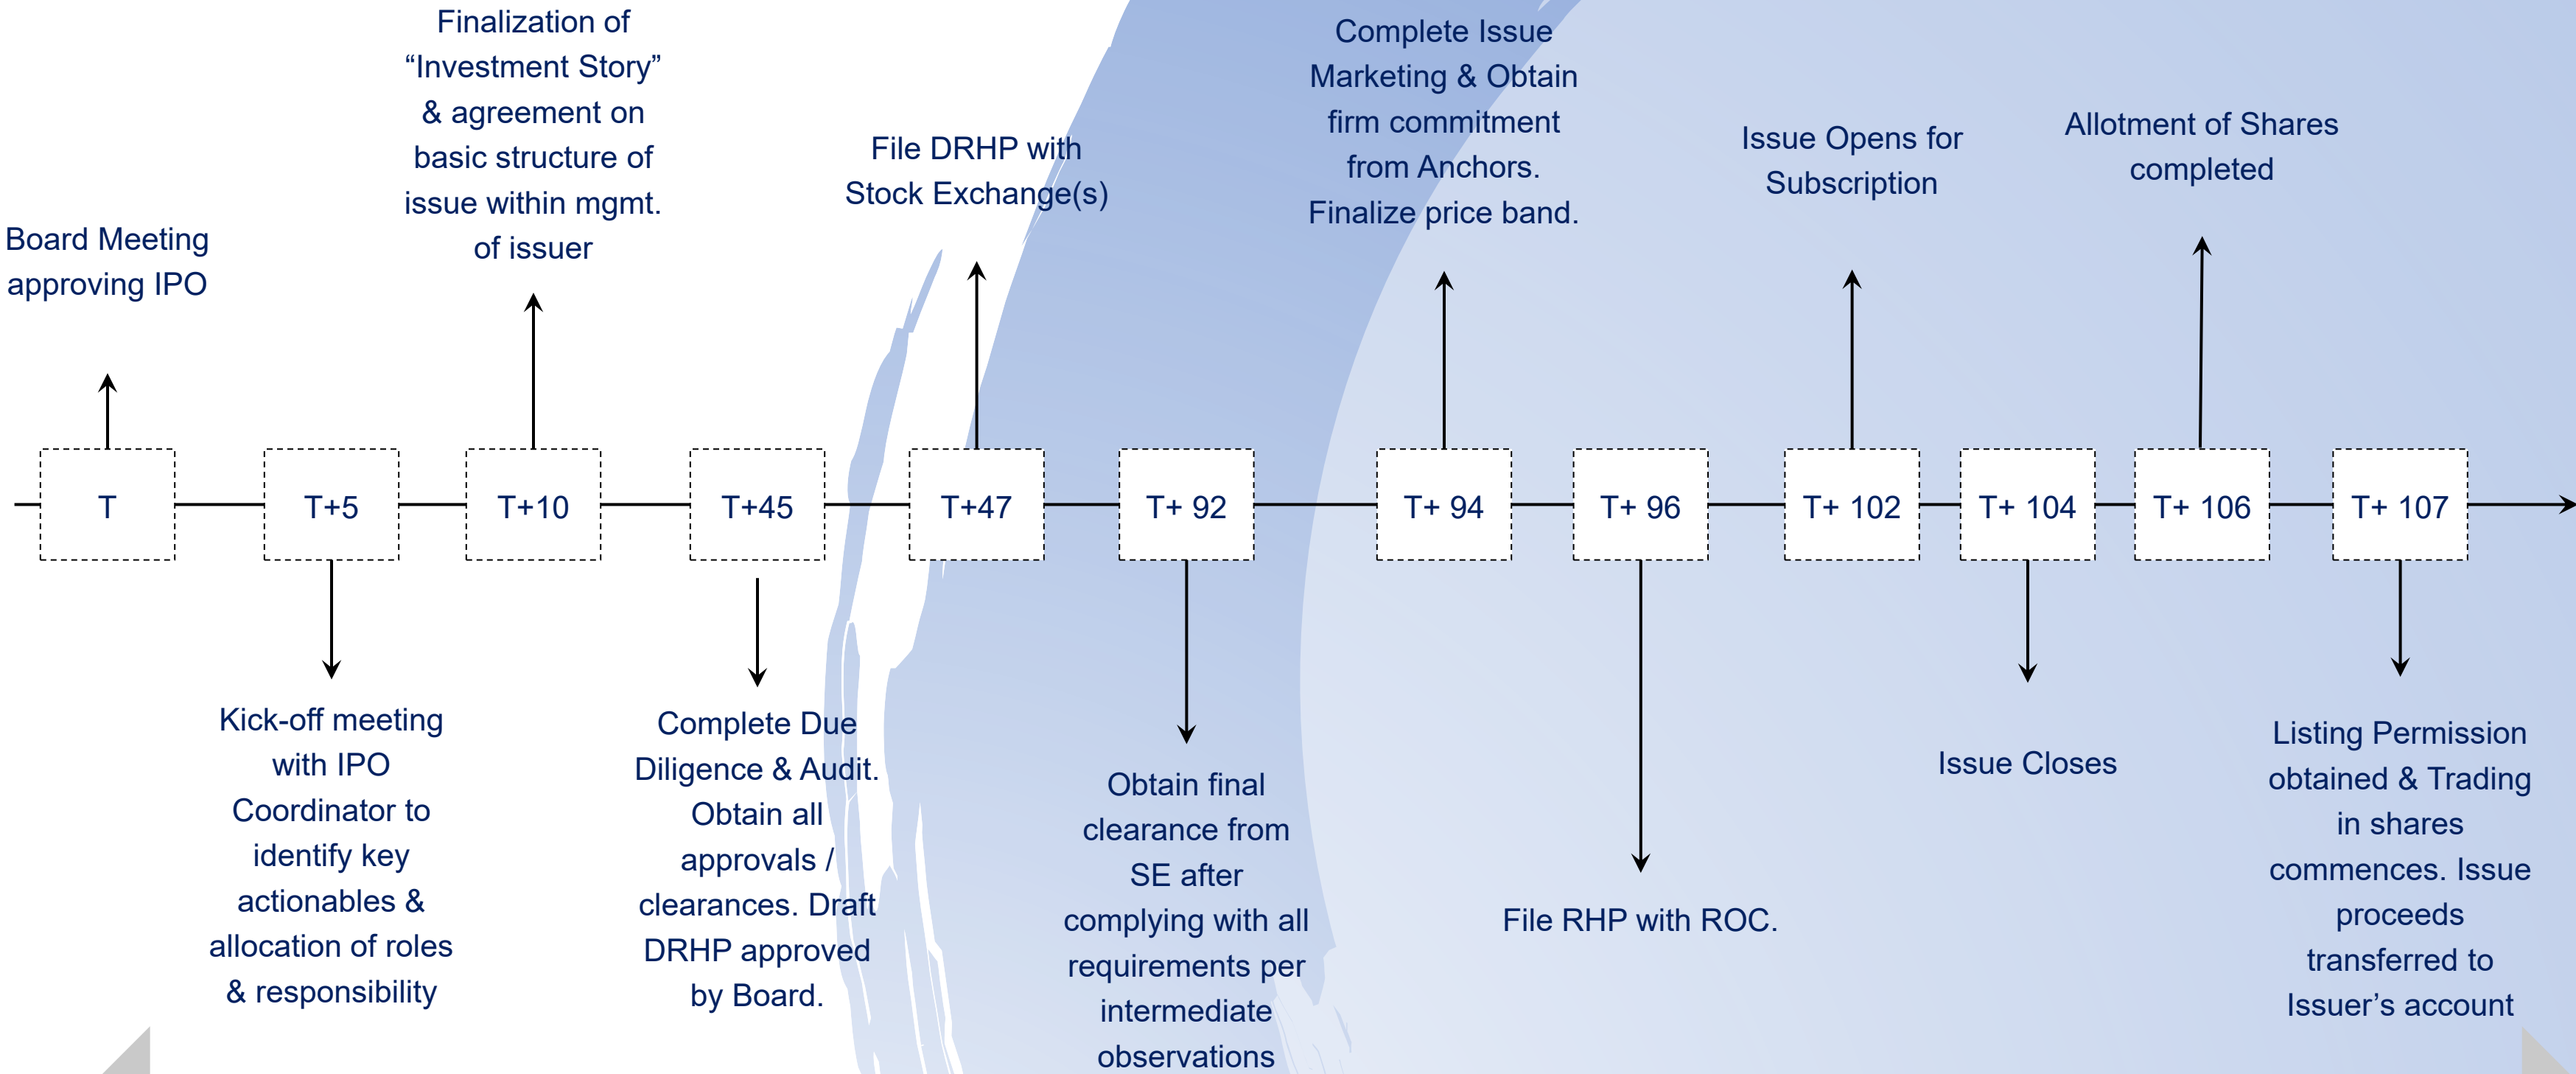 Board Meeting
approving IPO
Finalization of
“Investment Story”
& agreement on
basic structure of
issue within mgmt.
of issuer
File DRHP with
Stock Exchange(s)
Complete Issue
Marketing & Obtain
firm commitment
from Anchors.
Finalize price band.
Issue Opens for
Subscription
Allotment of Shares
completed
T
T+5
T+10
T+45
T+47
T+ 92
T+ 94
T+ 96
T+ 102
T+ 104
T+ 106
T+ 107
Kick-off meeting
with IPO
Coordinator to
identify key
actionables &
allocation of roles
& responsibility
Complete Due
Diligence & Audit.
Obtain all
approvals /
clearances. Draft
DRHP approved
by Board.
Obtain final
clearance from
SE after
complying with all
requirements per
intermediate
observations
File RHP with ROC.
Issue Closes
Listing Permission
obtained & Trading
in shares
commences. Issue
proceeds
transferred to
Issuer’s account